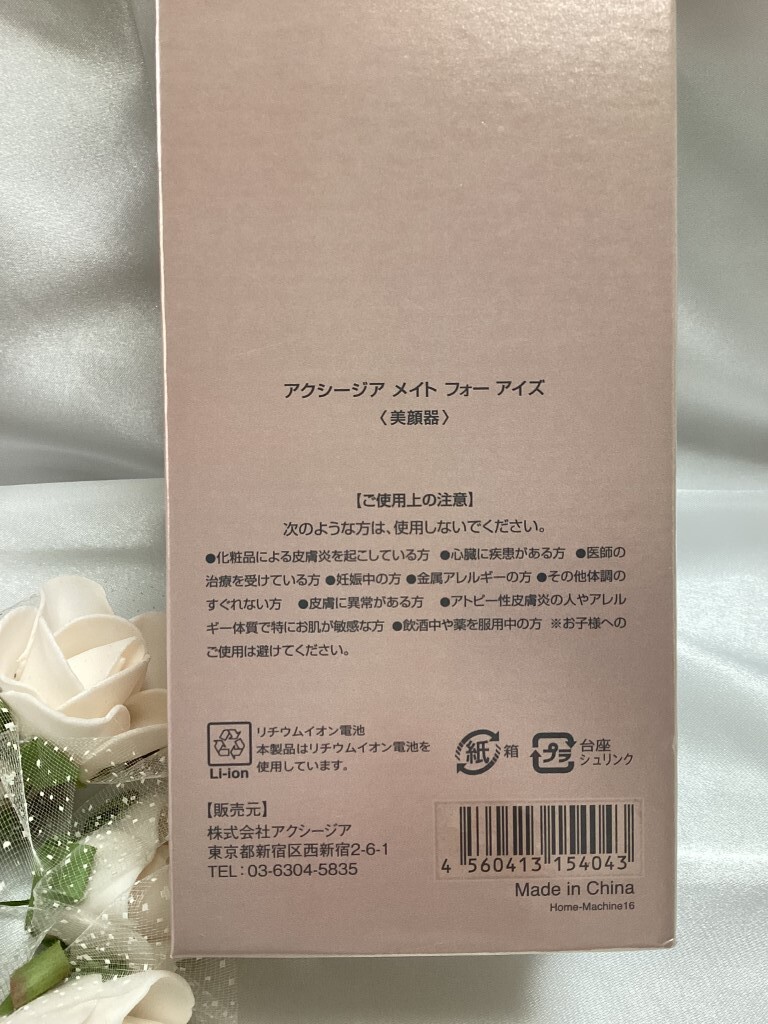 アクシージア メイト フォー アイズ
〈美顔器〉
【ご使用上の注意】
次のような方は、使用しないでください。
●化粧品による皮膚炎を起こしている方 ●心臓に疾患がある方 ●医師の
治療を受けている方 ●妊娠中の方 ●金属アレルギーの方 ●その他体調の
すぐれない方 ●皮膚に異常がある方 ●アトピー性皮膚炎の人やアレル
ギー体質で特にお肌が敏感な方 ●飲酒中や薬を服用中の方 ※お子様への
ご使用は避けてください。
リチウムイオン電池
本製品はリチウムイオン電池を
使用しています。
Li-ion
紙 箱
プラ 台座
シュリンク
【販売元】
株式会社アクシージア
東京都新宿区西新宿2-6-1
TEL：03-6304-5835
4 560413 154043
Made in China
Home-Machine16